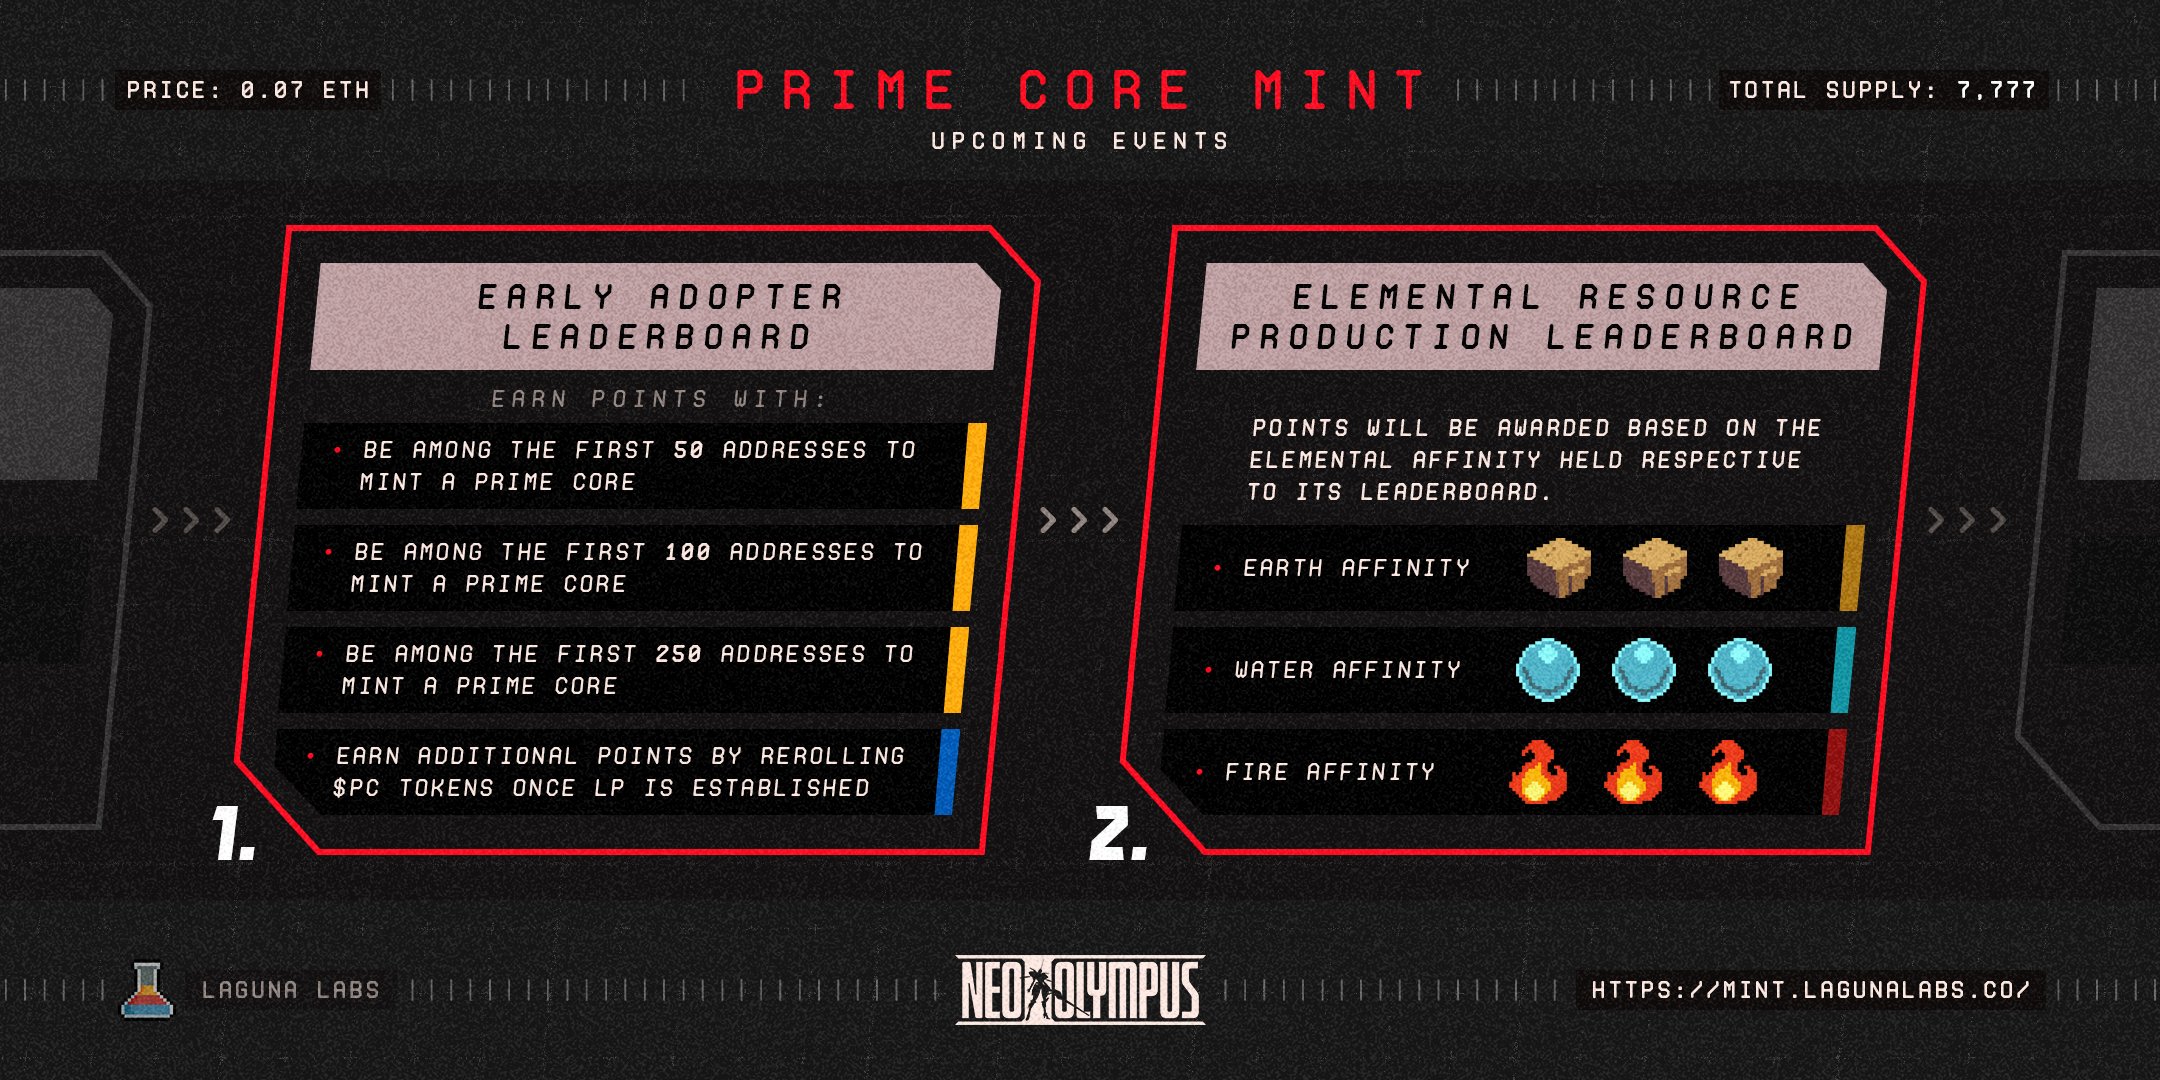 PRICE: 0.07 ETH
PRIME CORE MINT
TOTAL SUPPLY: 7,777
UPCOMING EVENTS
EARLY ADOPTER
LEADERBOARD
EARN POINTS WITH:
• BE AMONG THE FIRST 50 ADDRESSES TO
MINT A PRIME CORE
• BE AMONG THE FIRST 100 ADDRESSES TO
MINT A PRIME CORE
• BE AMONG THE FIRST 250 ADDRESSES TO
MINT A PRIME CORE
• EARN ADDITIONAL POINTS BY REROLLING
$PC TOKENS ONCE LP IS ESTABLISHED
1.
ELEMENTAL RESOURCE
PRODUCTION LEADERBOARD
POINTS WILL BE AWARDED BASED ON THE
ELEMENTAL AFFINITY HELD RESPECTIVE
TO ITS LEADERBOARD.
• EARTH AFFINITY
• WATER AFFINITY
• FIRE AFFINITY
2.
LAGUNA LABS
NEO OLYMPUS
HTTPS://MINT.LAGUNALABS.CO/